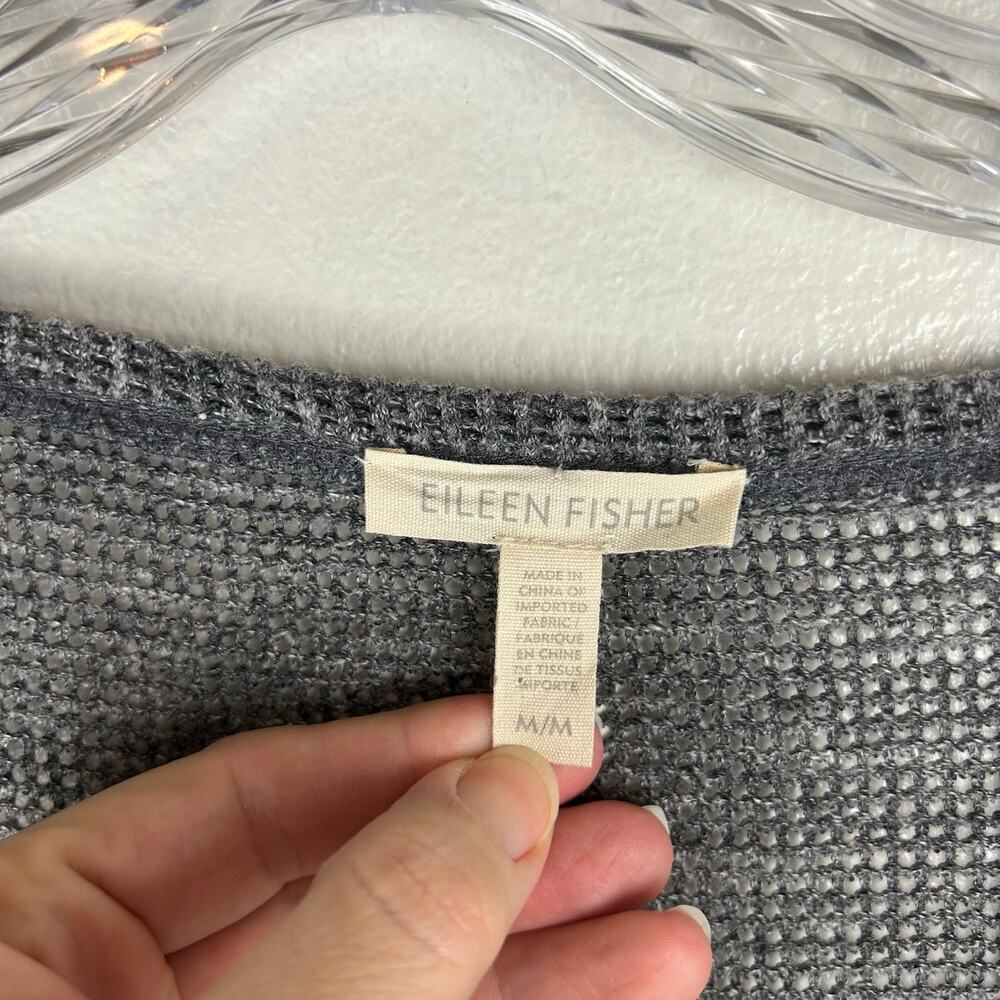 EILEEN FISHER
MADE IN
CHINA OF
IMPORTED
FABRIC /
FABRIQUÉ
EN CHINE
DE TISSUS
IMPORTÉ
M/M